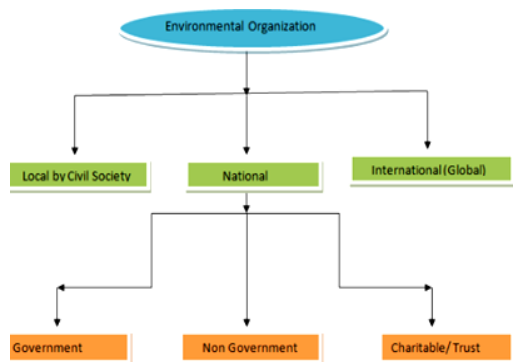 Environmental Organization
Local by Civil Society
National
International (Global)
Government
Non Government
Charitable/ Trust